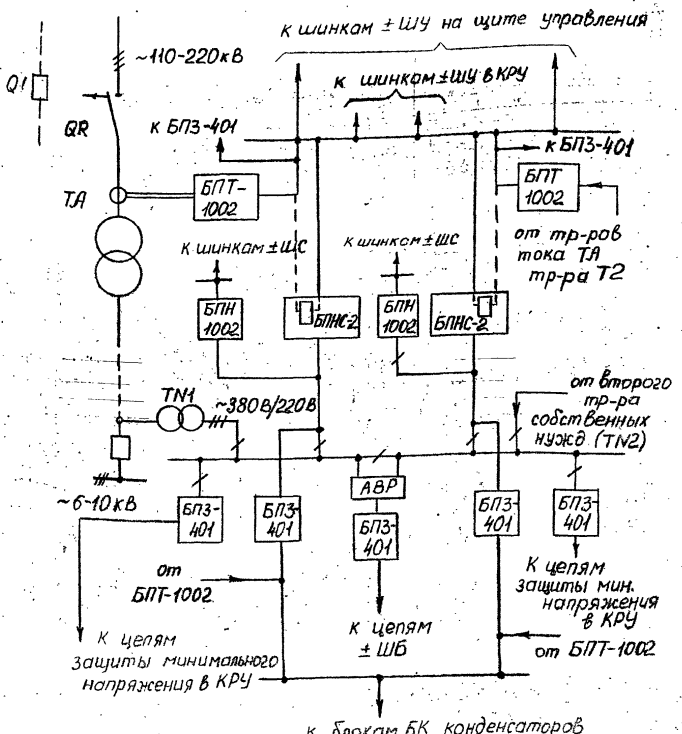 к шинкам ±ШУ на щите управления
~110-220кВ
Q1
к шинкам ±ШУ в КРУ
QR
к БПЗ-401
к БПЗ-401
TA
БПТ-
1002
БПТ
1002
от тр-ров
тока ТА
тр-ра Т2
к шинкам ±ШС
к шинкам ±ШС
БПН
1002
БПНС-2
БПН
1002
БПНС-2
TN1
~380В/220В
от второго
тр-ра
собственных
нужд (TN2)
~6-10кВ
БПЗ-
401
БПЗ-
401
АВР
БПЗ-
401
БПЗ-
401
БПЗ-
401
от
БПТ-1002
К цепям
защиты мин.
напряжения
в КРУ
К цепям
защиты минимального
напряжения в КРУ
к цепям
± ШБ
от БПТ-1002
к блокам БК конденсаторов